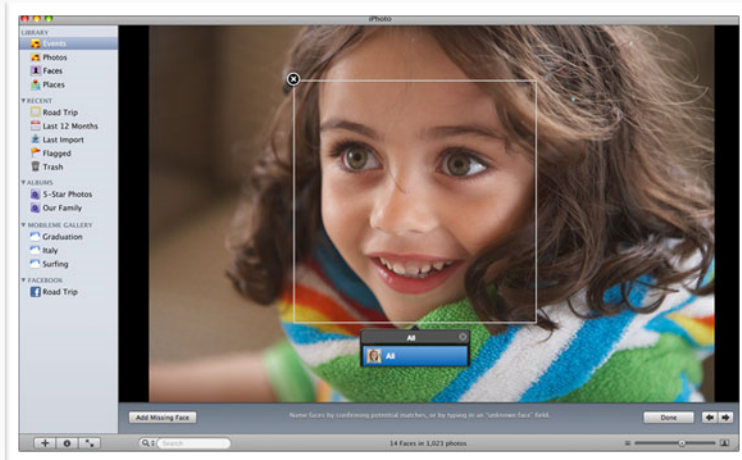 iPhoto
LIBRARY
Events
Photos
Faces
Places
RECENT
Road Trip
Last 12 Months
Last Import
Flagged
Trash
ALBUMS
5-Star Photos
Our Family
MOBILEME GALLERY
Graduation
Italy
Surfing
FACEBOOK
Road Trip
All
All
Add Missing Face
Name faces by confirming potential matches, or by typing in an "unknown face" field.
Done
Search
14 Faces in 1,023 photos